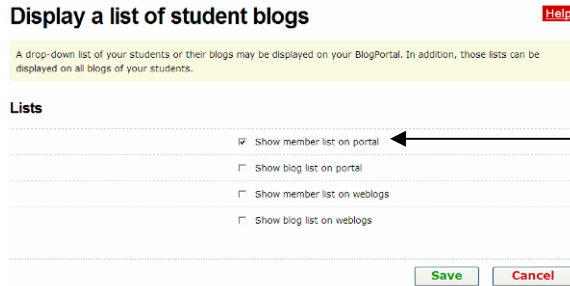 Display a list of student blogs
Help
A drop-down list of your students or their blogs may be displayed on your BlogPortal. In addition, those lists can be
displayed on all blogs of your students.
Lists
Show member list on portal
Show blog list on portal
Show member list on weblogs
Show blog list on weblogs
Save Cancel